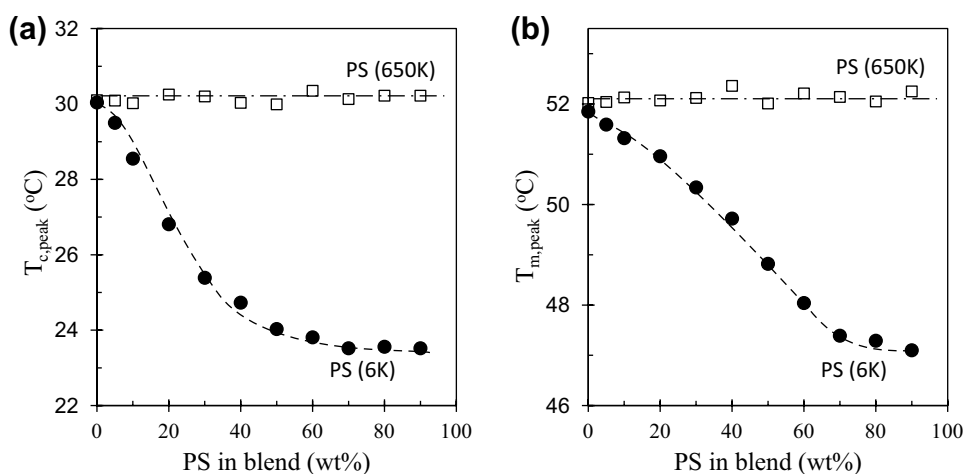 (a)
32
30
28
26
24
22
T_c,peak (°C)
PS (650K)
PS (6K)
0 20 40 60 80 100
PS in blend (wt%)
(b)
52
50
48
46
T_m,peak (°C)
PS (650K)
PS (6K)
0 20 40 60 80 100
PS in blend (wt%)